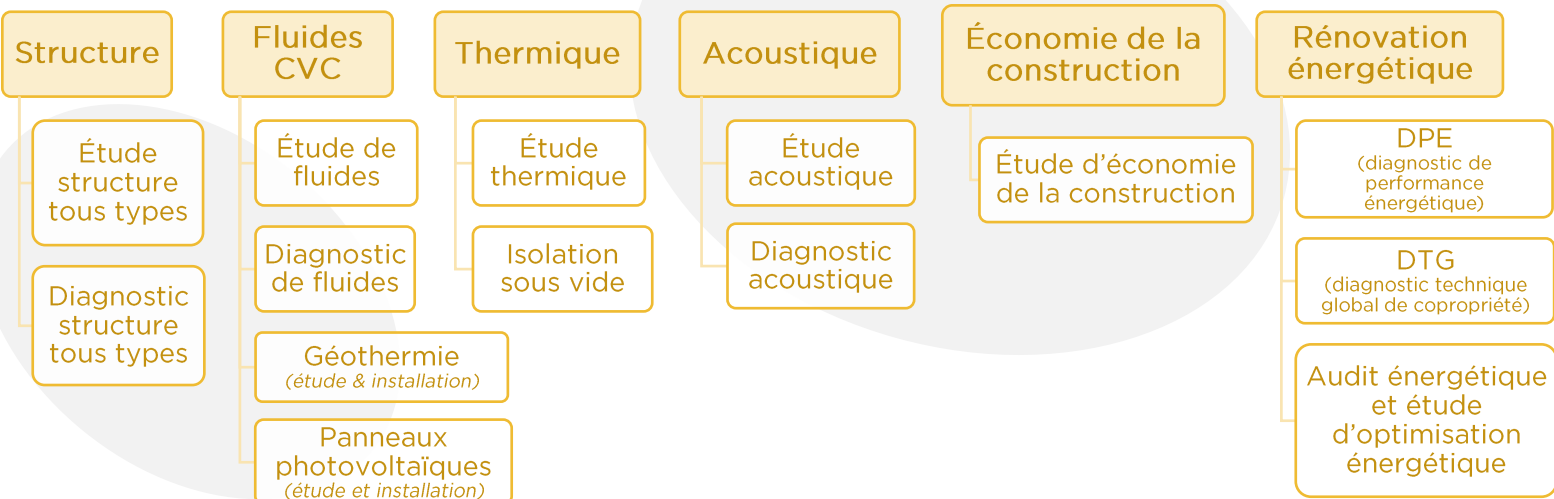 Structure
Étude
structure
tous types
Diagnostic
structure
tous types
Fluides
CVC
Étude de
fluides
Diagnostic
de fluides
Géothermie
(étude & installation)
Panneaux
photovoltaïques
(étude et installation)
Thermique
Étude
thermique
Isolation
sous vide
Acoustique
Étude
acoustique
Diagnostic
acoustique
Économie de la
construction
Étude d’économie
de la construction
Rénovation
énergétique
DPE
(diagnostic de
performance
énergétique)
DTG
(diagnostic technique
global de copropriété)
Audit énergétique
et étude
d’optimisation
énergétique